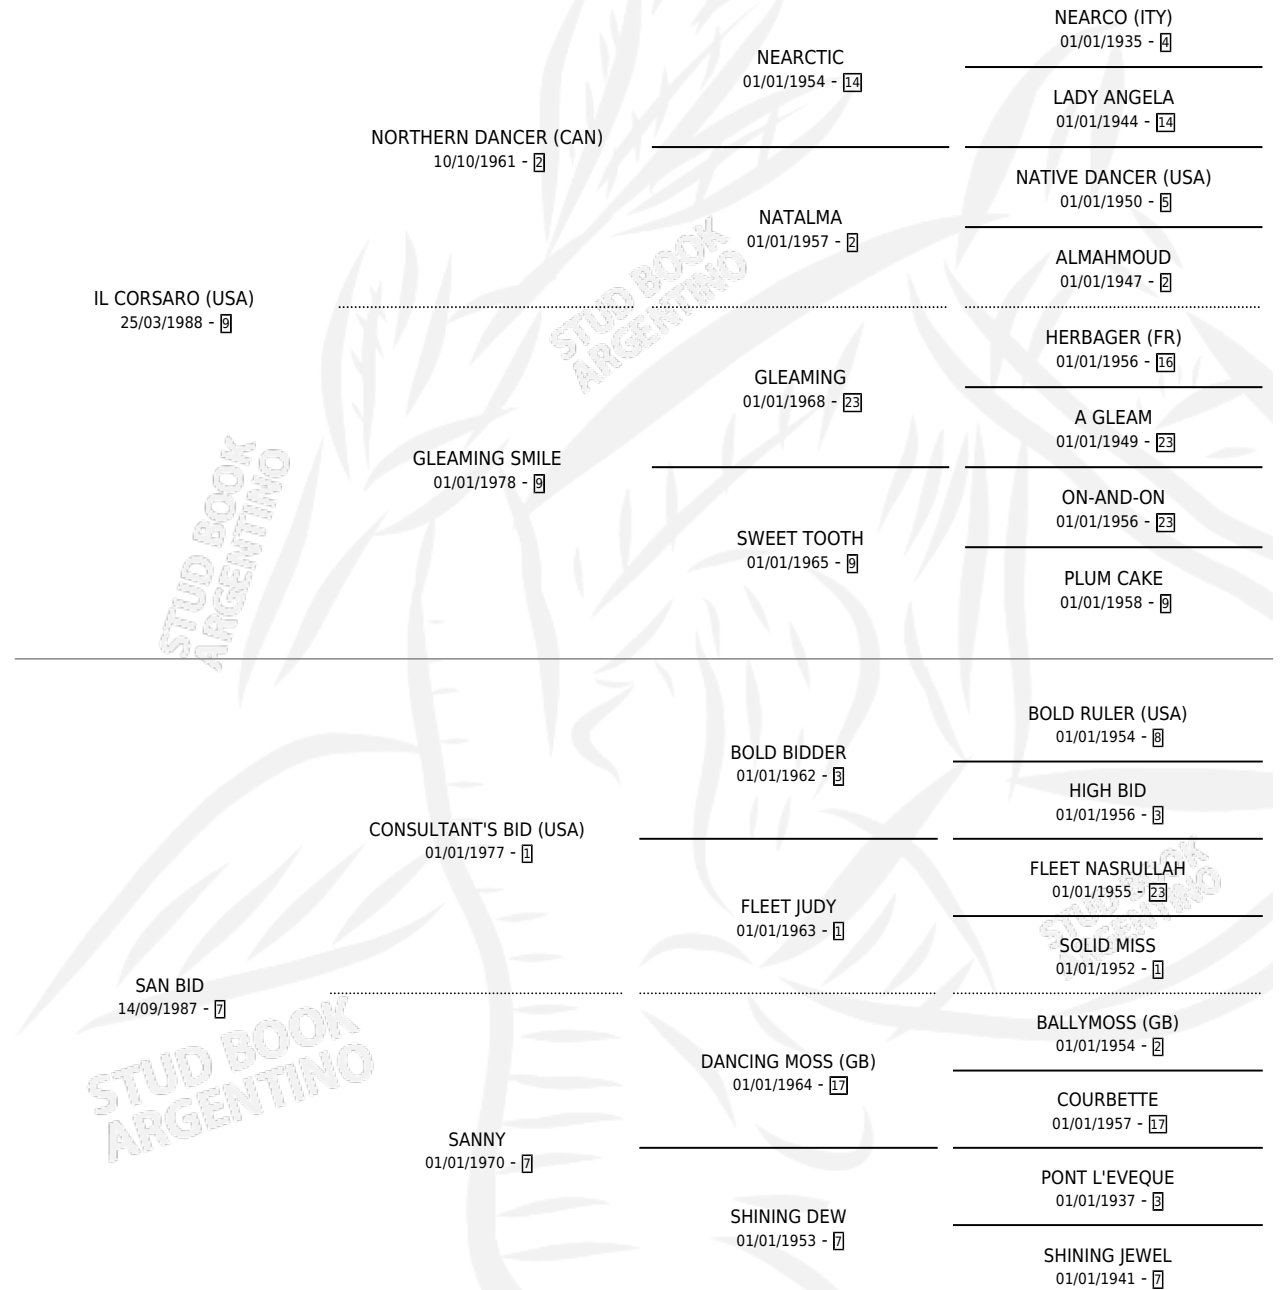 NEARCO (ITY)
01/01/1935 - 4
NEARCTIC
01/01/1954 - 14
LADY ANGELA
01/01/1944 - 14
NORTHERN DANCER (CAN)
10/10/1961 - 2
NATIVE DANCER (USA)
01/01/1950 - 5
NATALMA
01/01/1957 - 2
ALMAHMOUD
01/01/1947 - 2
IL CORSARO (USA)
25/03/1988 - 9
HERBAGER (FR)
01/01/1956 - 16
GLEAMING
01/01/1968 - 23
A GLEAM
01/01/1949 - 23
GLEAMING SMILE
01/01/1978 - 9
ON-AND-ON
01/01/1956 - 23
SWEET TOOTH
01/01/1965 - 9
PLUM CAKE
01/01/1958 - 9
STUD BOOK
ARGENTINO
STUD BOOK
ARGENTINO
BOLD RULER (USA)
01/01/1954 - 8
BOLD BIDDER
01/01/1962 - 3
HIGH BID
01/01/1956 - 3
CONSULTANT'S BID (USA)
01/01/1977 - 1
FLEET NASRULLAH
01/01/1955 - 23
FLEET JUDY
01/01/1963 - 1
SOLID MISS
01/01/1952 - 1
STUD BOOK
ARGENTINO
SAN BID
14/09/1987 - 7
BALLYMOSS (GB)
01/01/1954 - 2
DANCING MOSS (GB)
01/01/1964 - 17
COURBETTE
01/01/1957 - 17
SANNY
01/01/1970 - 7
PONT L'EVEQUE
01/01/1937 - 3
SHINING DEW
01/01/1953 - 7
SHINING JEWEL
01/01/1941 - 7
STUD BOOK
ARGENTINO